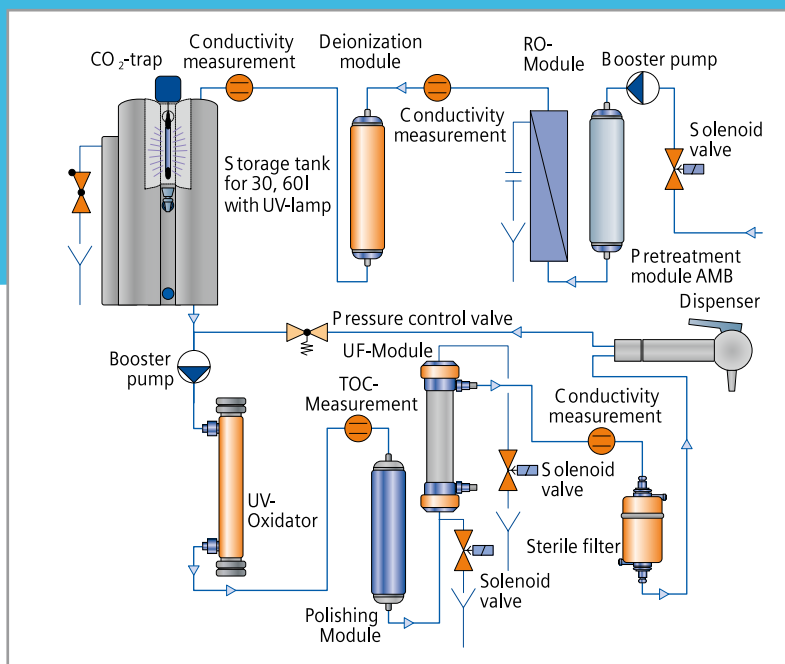 CO2-trap
Conductivity
measurement
Deionization
module
RO-
Module
Booster pump
Conductivity
measurement
Solenoid
valve
Storage tank
for 30, 60l
with UV-lamp
Pretreatment
module AMB
Dispenser
Pressure control valve
UF-Module
Booster
pump
TOC-
Measurement
Conductivity
measurement
Solenoid
valve
UV-
Oxidator
Sterile filter
Solenoid
valve
Polishing
Module